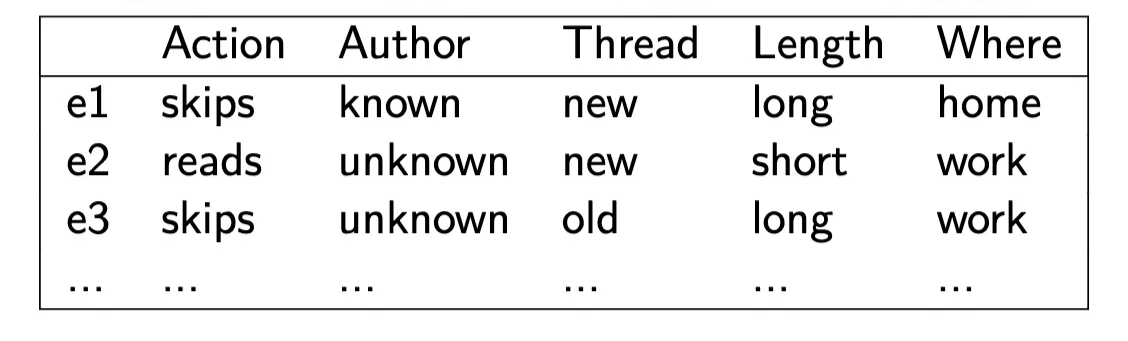 Action Author Thread Length Where
e1 skips known new long home
e2 reads unknown new short work
e3 skips unknown old long work
... ... ... ... ... ...